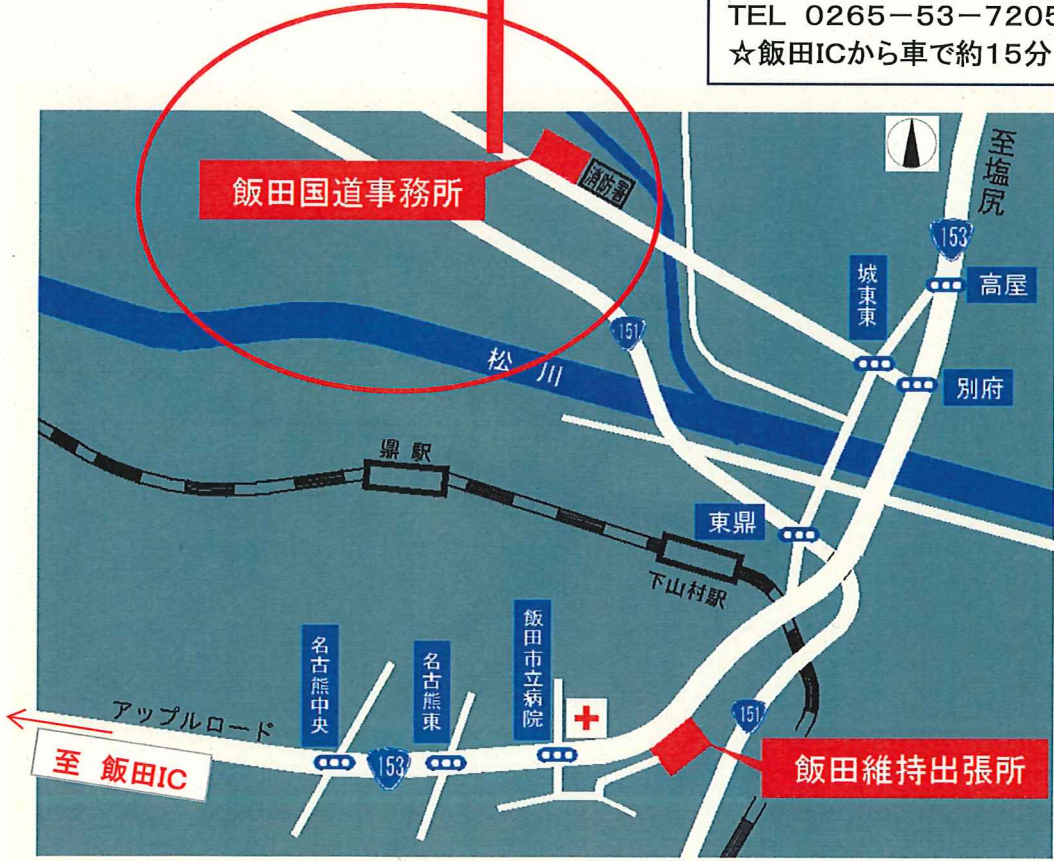 TEL 0265−53−7205
☆飯田ICから車で約15分
至塩尻
飯田国道事務所
消防署
153
城東東
高屋
151
松川
別府
鼎駅
東鼎
下山村駅
飯田市立病院
名古熊中央
名古熊東
アップルロード
151
153
至 飯田IC
飯田維持出張所